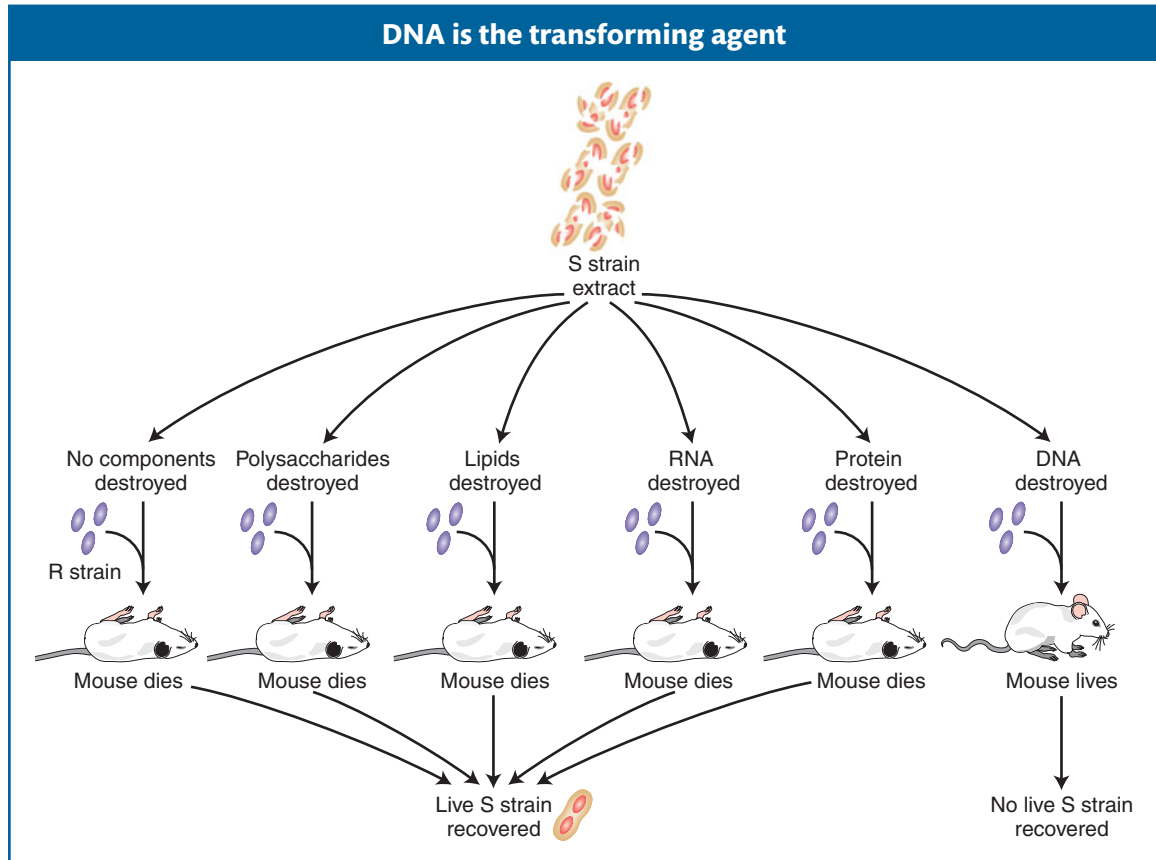 DNA is the transforming agent
S strain
extract
No components
destroyed
Polysaccharides
destroyed
Lipids
destroyed
RNA
destroyed
Protein
destroyed
DNA
destroyed
R strain
Mouse dies
Mouse dies
Mouse dies
Mouse dies
Mouse dies
Mouse lives
Live S strain
recovered
No live S strain
recovered